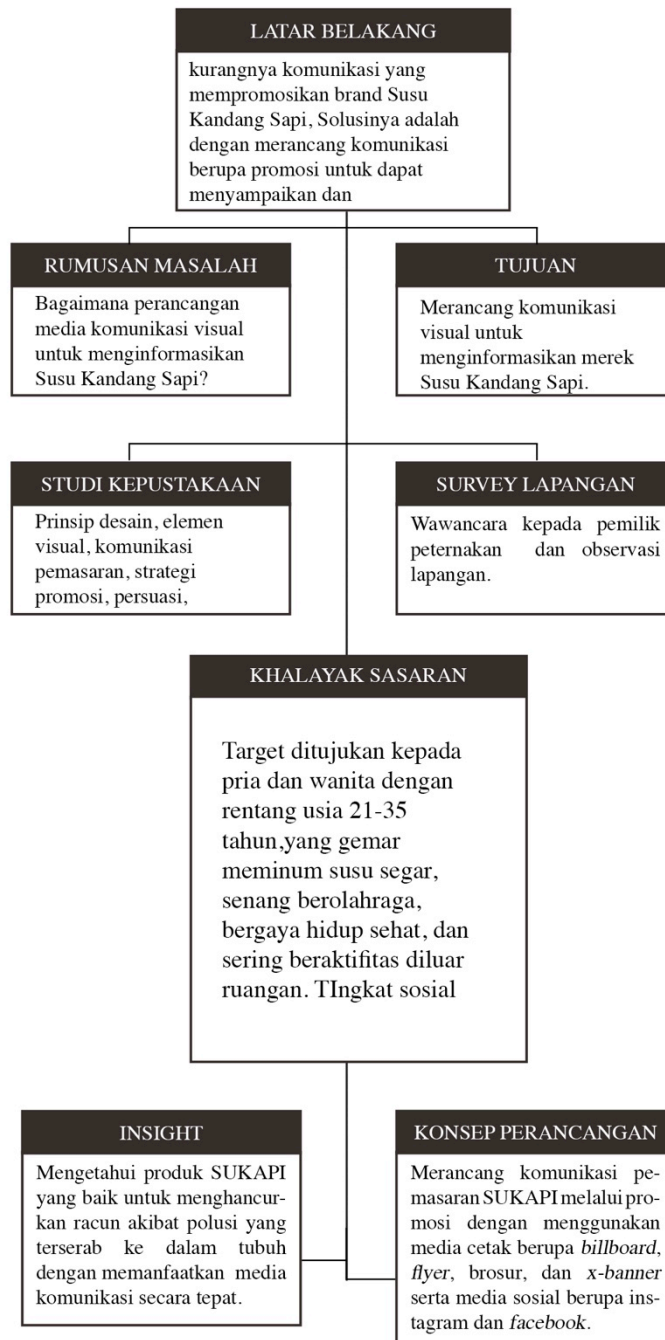 LATAR BELAKANG
kurangnya komunikasi yang
mempromosikan brand Susu
Kandang Sapi, Solusinya adalah
dengan merancang komunikasi
berupa promosi untuk dapat
menyampaikan dan
RUMUSAN MASALAH
Bagaimana perancangan
media komunikasi visual
untuk menginformasikan
Susu Kandang Sapi?
TUJUAN
Merancang komunikasi
visual untuk
menginformasikan merek
Susu Kandang Sapi.
STUDI KEPUSTAKAAN
Prinsip desain, elemen
visual, komunikasi
pemasaran, strategi
promosi, persuasi,
SURVEY LAPANGAN
Wawancara kepada pemilik
peternakan dan observasi
lapangan.
KHALAYAK SASARAN
Target ditujukan kepada
pria dan wanita dengan
rentang usia 21-35
tahun,yang gemar
meminum susu segar,
senang berolahraga,
bergaya hidup sehat, dan
sering beraktifitas diluar
ruangan. TIngkat sosial
INSIGHT
Mengetahui produk SUKAPI
yang baik untuk menghancur-
kan racun akibat polusi yang
terserab ke dalam tubuh
dengan memanfaatkan media
komunikasi secara tepat.
KONSEP PERANCANGAN
Merancang komunikasi pe-
masaran SUKAPI melalui pro-
mosi dengan menggunakan
media cetak berupa billboard,
flyer, brosur, dan x-banner
serta media sosial berupa ins-
tagram dan facebook.